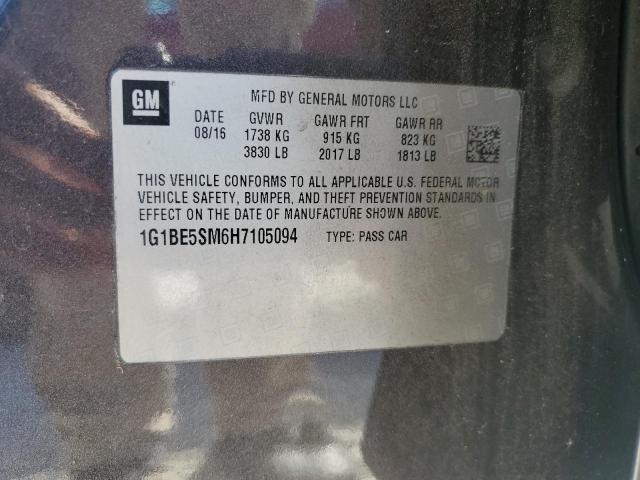 GM
MFD BY GENERAL MOTORS LLC
DATE GVWR GAWR FRT GAWR RR
08/16 1738 KG 915 KG 823 KG
3830 LB 2017 LB 1813 LB
THIS VEHICLE CONFORMS TO ALL APPLICABLE U.S. FEDERAL MOTOR
VEHICLE SAFETY, BUMPER, AND THEFT PREVENTION STANDARDS IN
EFFECT ON THE DATE OF MANUFACTURE SHOWN ABOVE.
1G1BE5SM6H7105094 TYPE: PASS CAR